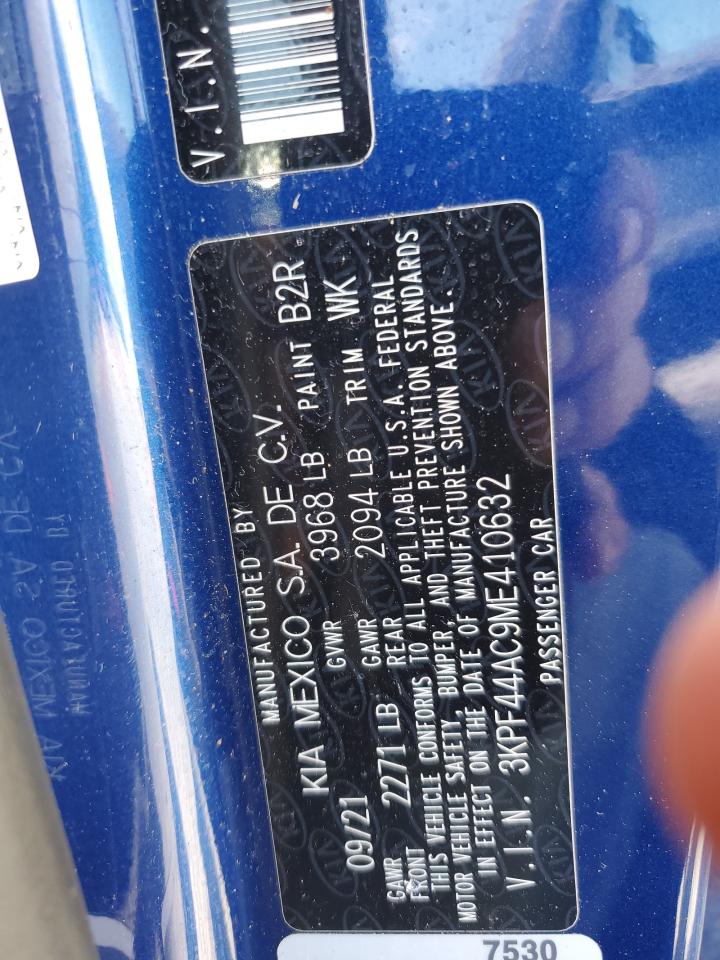 V.I.N.
MANUFACTURED BY
KIA MEXICO S.A. DE C.V.
09/21 GVWR 3968 LB PAINT B2R
GAWR FRONT 2271 LB GAWR REAR 2094 LB TRIM WK
THIS VEHICLE CONFORMS TO ALL APPLICABLE U.S.A. FEDERAL
MOTOR VEHICLE SAFETY, BUMPER, AND THEFT PREVENTION STANDARDS
IN EFFECT ON THE DATE OF MANUFACTURE SHOWN ABOVE.
V.I.N. 3KPF44AC9ME410632
PASSENGER CAR
7530